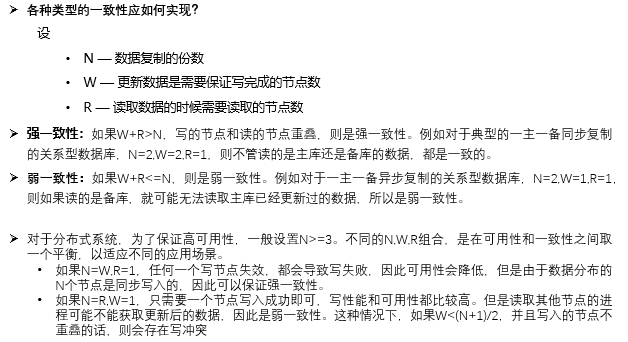 ➢ 各种类型的一致性应如何实现?
设
• N — 数据复制的份数
• W — 更新数据是需要保证写完成的节点数
• R — 读取数据的时候需要读取的节点数
➢ 强一致性：如果W+R>N，写的节点和读的节点重叠，则是强一致性。例如对于典型的一主一备同步复制
的关系型数据库，N=2,W=2,R=1，则不管读的是主库还是备库的数据，都是一致的。
➢ 弱一致性：如果W+R<=N，则是弱一致性。例如对于一主一备异步复制的关系型数据库，N=2,W=1,R=1,
则如果读的是备库，就可能无法读取主库已经更新过的数据，所以是弱一致性。
➢ 对于分布式系统，为了保证高可用性，一般设置N>=3。不同的N,W,R组合，是在可用性和一致性之间取
一个平衡，以适应不同的应用场景。
• 如果N=W,R=1，任何一个写节点失效，都会导致写失败，因此可用性会降低，但是由于数据分布的
N个节点是同步写入的，因此可以保证强一致性。
• 如果N=R,W=1，只需要一个节点写入成功即可，写性能和可用性都比较高。但是读取其他节点的进
程可能不能获取更新后的数据，因此是弱一致性。这种情况下，如果W<(N+1)/2，并且写入的节点不
重叠的话，则会存在写冲突